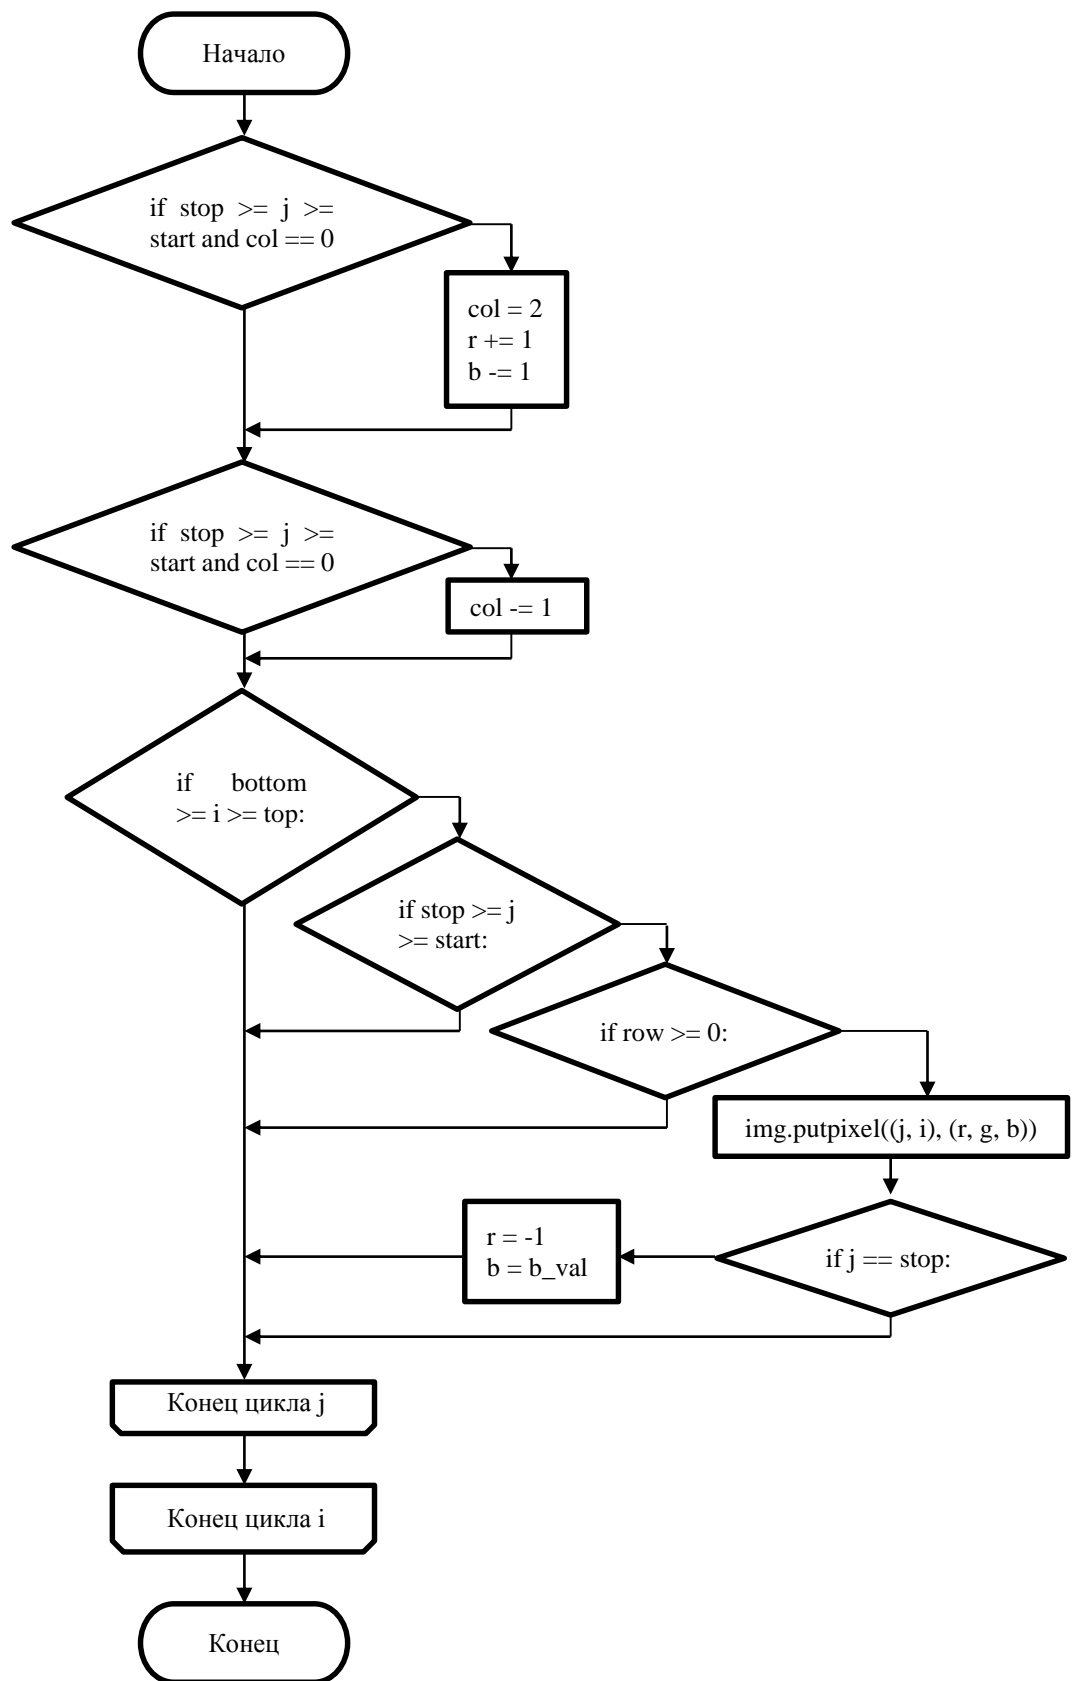 Начало
if stop >= j >=
start and col == 0
col = 2
r += 1
b -= 1
if stop >= j >=
start and col == 0
col -= 1
if bottom
>= i >= top:
if stop >= j
>= start:
if row >= 0:
img.putpixel((j, i), (r, g, b))
r = -1
b = b_val
if j == stop:
Конец цикла j
Конец цикла i
Конец